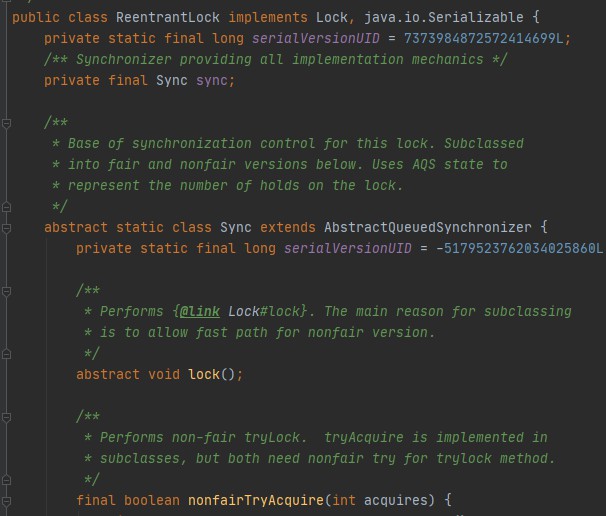 public class ReentrantLock implements Lock, java.io.Serializable {
    private static final long serialVersionUID = 7373984872572414699L;
    /** Synchronizer providing all implementation mechanics */
    private final Sync sync;

    /**
     * Base of synchronization control for this lock. Subclassed
     * into fair and nonfair versions below. Uses AQS state to
     * represent the number of holds on the lock.
     */
    abstract static class Sync extends AbstractQueuedSynchronizer {
        private static final long serialVersionUID = -5179523762034025860L

        /**
         * Performs {@link Lock#lock}. The main reason for subclassing
         * is to allow fast path for nonfair version.
         */
        abstract void lock();

        /**
         * Performs non-fair tryLock.  tryAcquire is implemented in
         * subclasses, but both need nonfair try for trylock method.
         */
        final boolean nonfairTryAcquire(int acquires) {